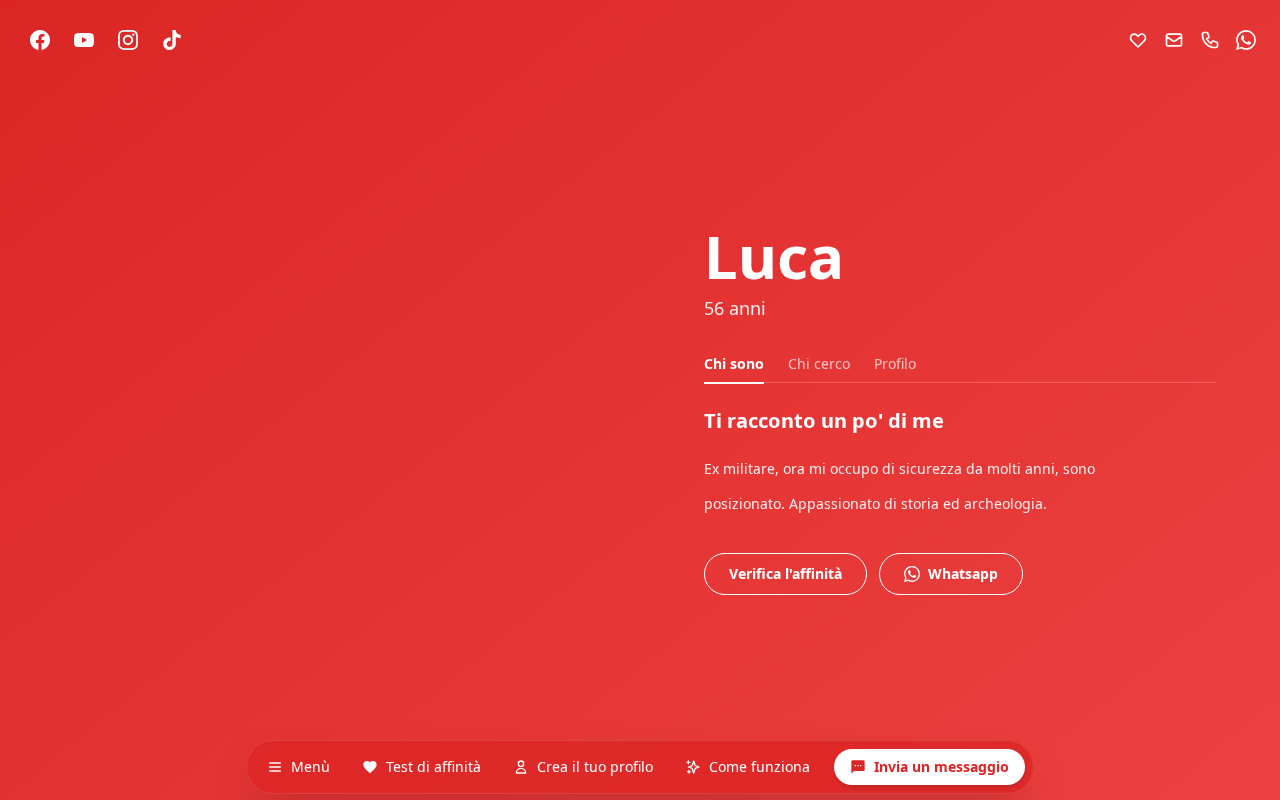 Luca
56 anni
Chi sono
Chi cerco
Profilo
Ti racconto un po' di me
Ex militare, ora mi occupo di sicurezza da molti anni, sono
posizionato. Appassionato di storia ed archeologia.
Verifica l'affinità
Whatsapp
Menù
Test di affinità
Crea il tuo profilo
Come funziona
Invia un messaggio